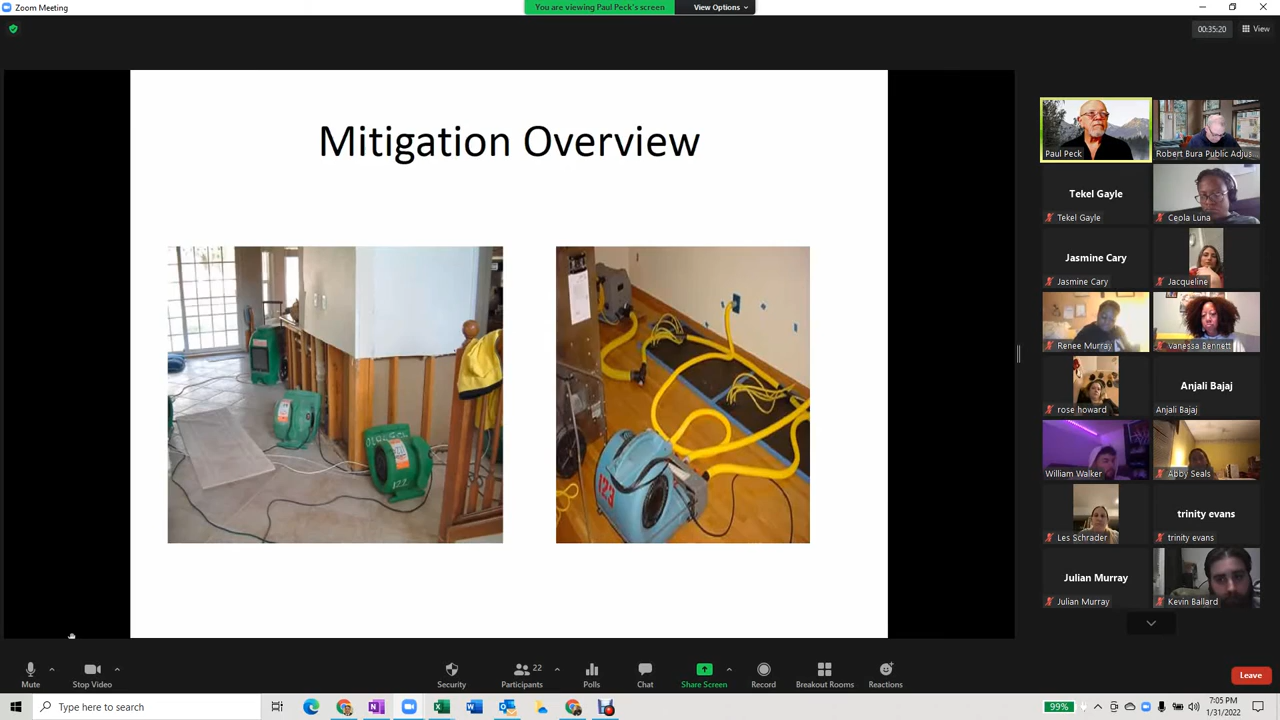 Zoom Meeting
You are viewing Paul Peck's screen
View Options
00:35:20
View
Mitigation Overview
122
123
Paul Peck
Robert Bura Public Adjus...
Tekel Gayle
Tekel Gayle
Ceola Luna
Jasmine Cary
Jasmine Cary
Jacqueline
Renee Murray
Vanessa Bennett
rose howard
Anjali Bajaj
Anjali Bajaj
William Walker
Abby Seals
Les Schrader
trinity evans
trinity evans
Julian Murray
Julian Murray
Kevin Ballard
Mute
Stop Video
Security
22
Participants
Polls
Chat
Share Screen
Record
Breakout Rooms
Reactions
Leave
Type here to search
99%
7:05 PM
1/31/2022